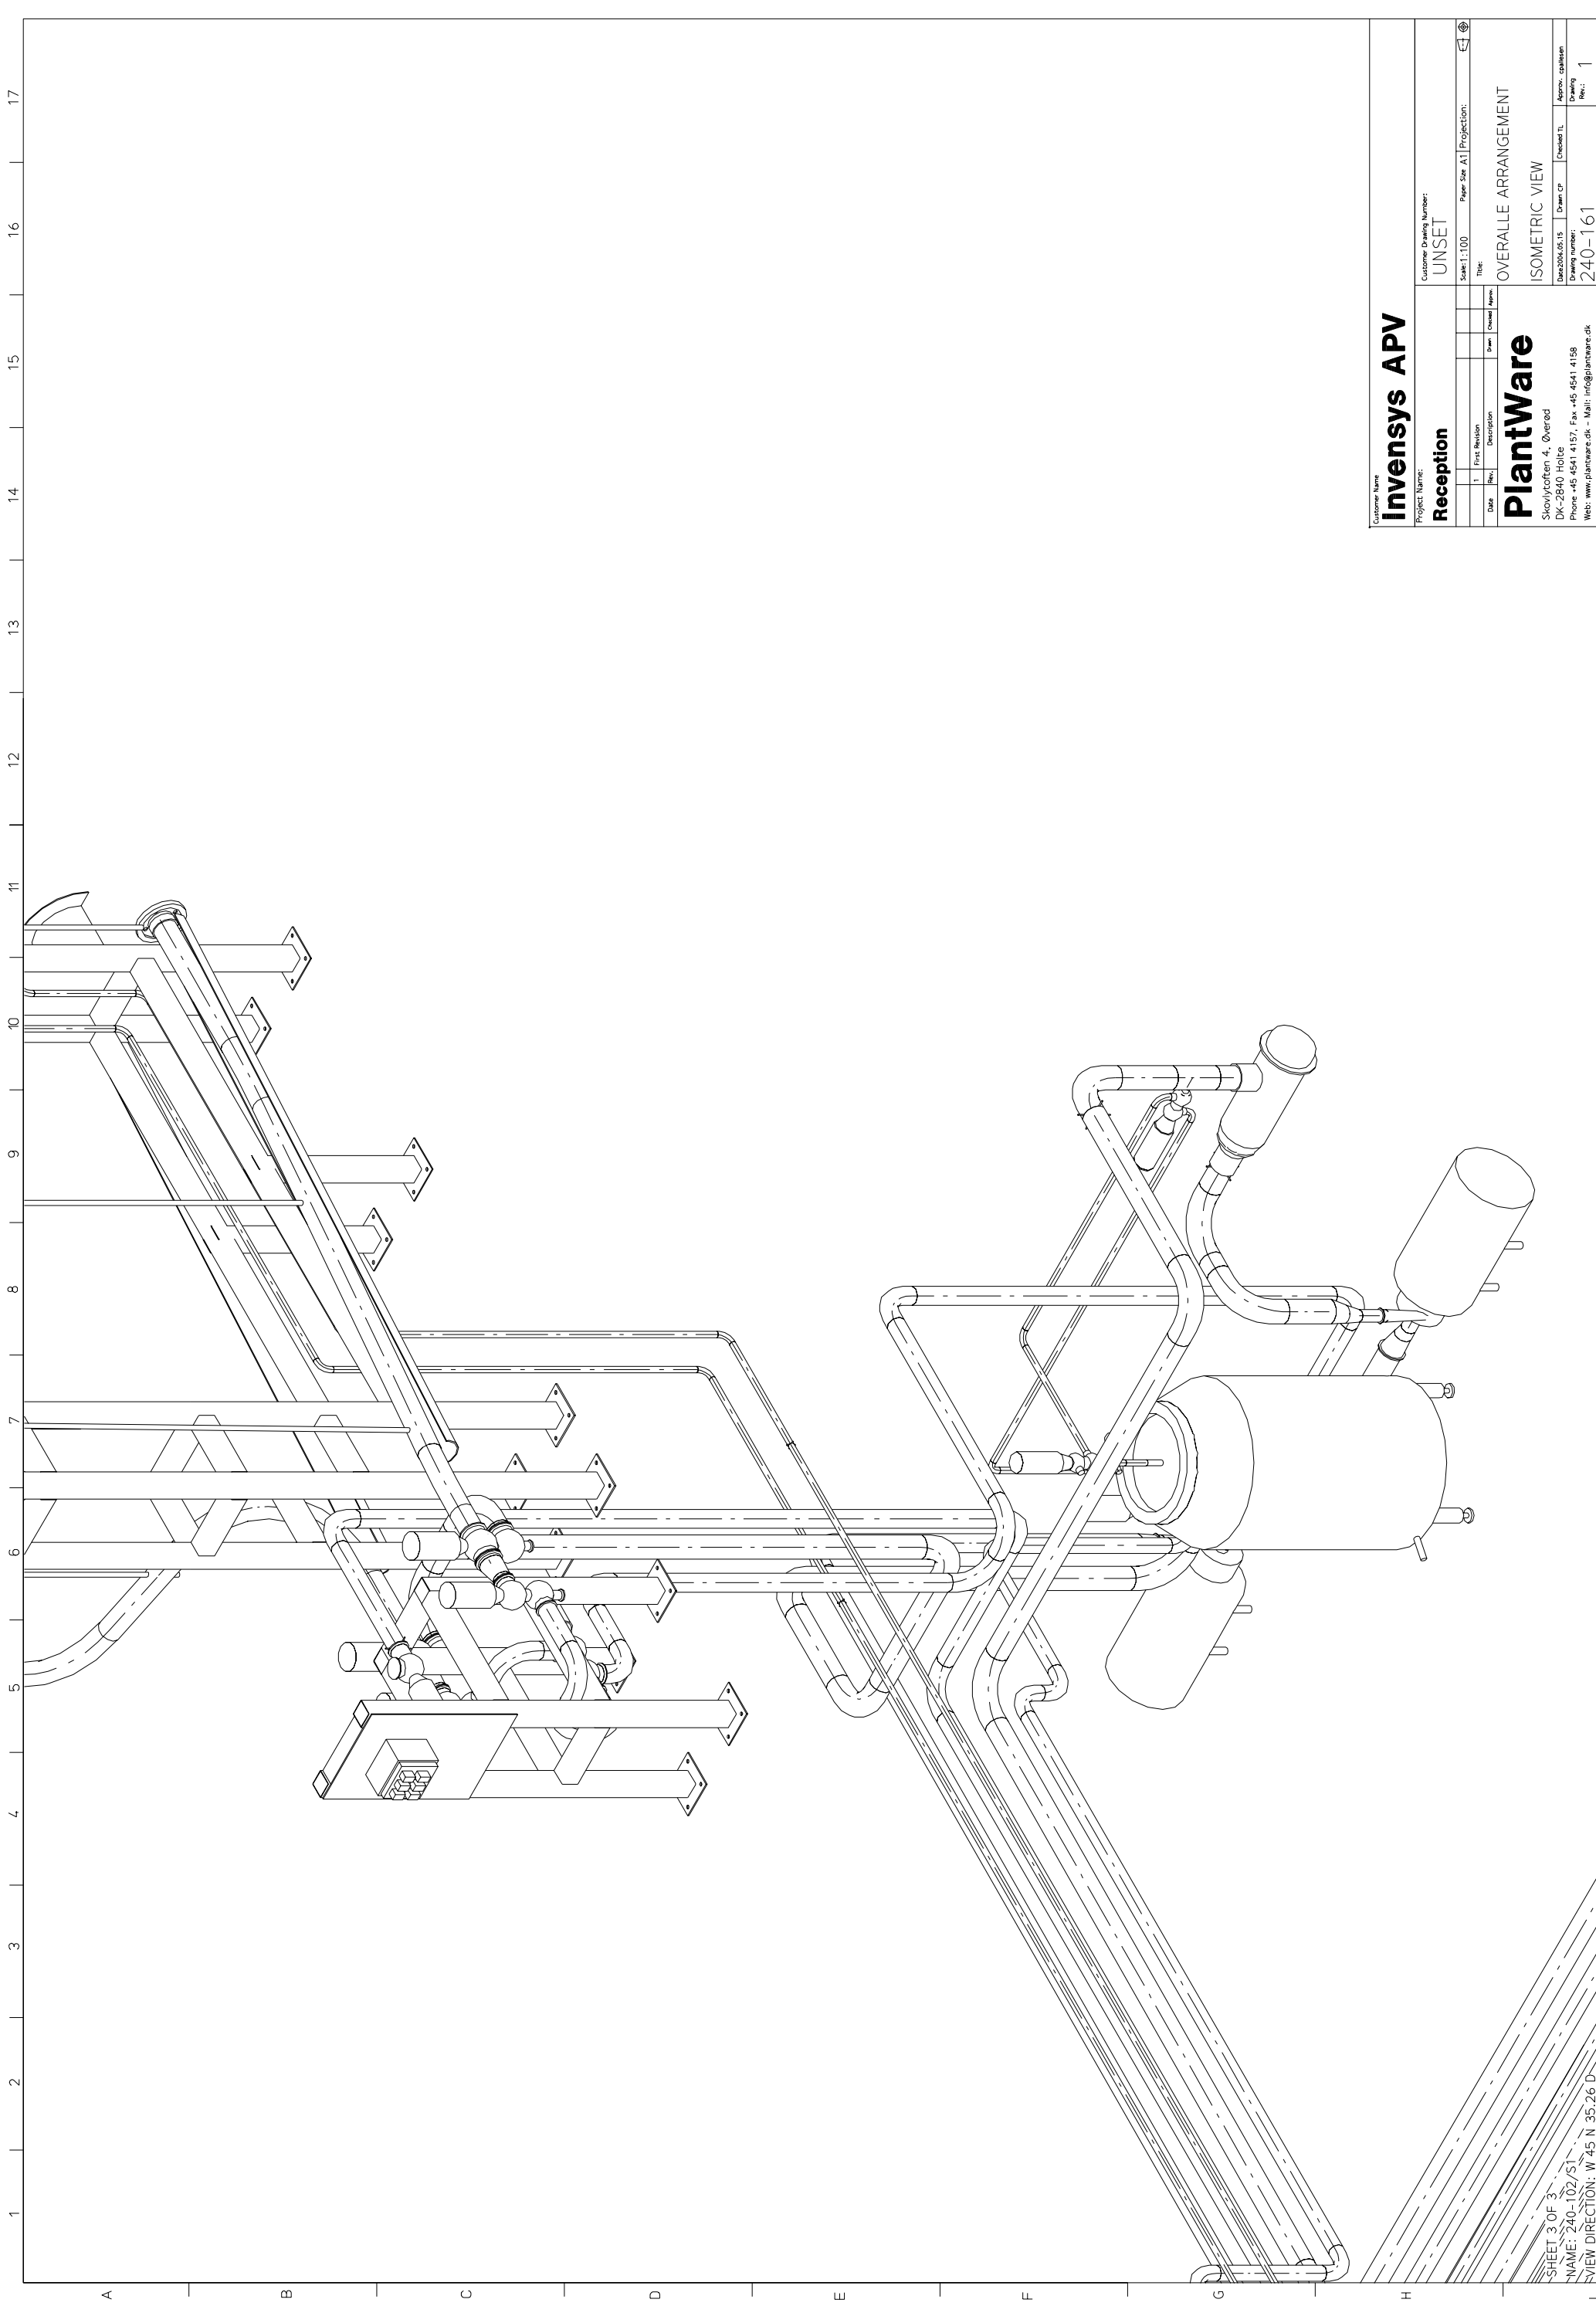 1 2 3 4 5 6 7 8 9 10 11 12 13 14 15 16 17
A
B
C
D
E
F
G
H
Customer Name
Invensys APV
Project Name:
Reception
Customer Drawing Number:
UNSET
Scale:1:100 Paper Size A1 Projection:
1 First Revision
Date Rev. Description Drawn Checked Approv.
Title:
OVERALLE ARRANGEMENT
ISOMETRIC VIEW
PlantWare
Skovlytoften 4, Øverød
DK-2840 Holte
Phone +45 4541 4157, Fax +45 4541 4158
Web: www.plantware.dk - Mail: info@plantware.dk
Date2006.05.15 Drawn CP Checked TL Approv. cpallesen
Drawing number:
240-161
Drawing
Rev.: 1
SHEET 3 OF 3
NAME: 240-102/S1
VIEW DIRECTION: W 45 N 35.26 D